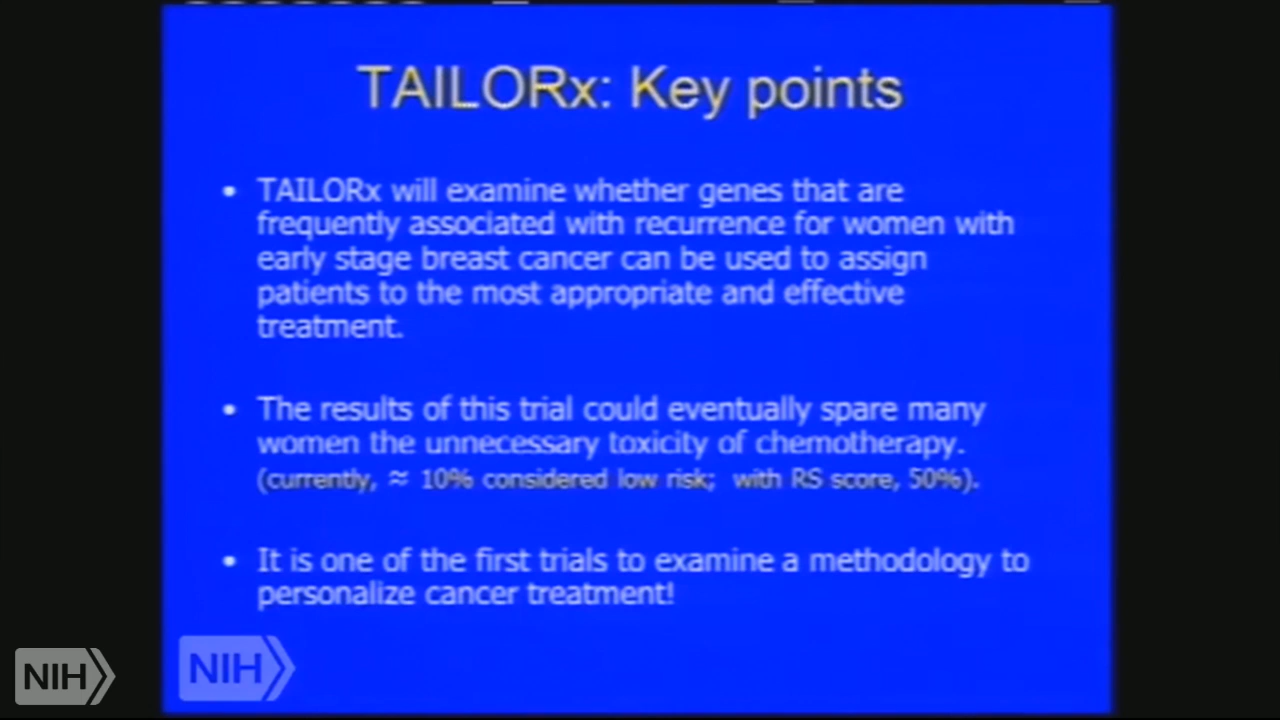 TAILORx: Key points
• TAILORx will examine whether genes that are
frequently associated with recurrence for women with
early stage breast cancer can be used to assign
patients to the most appropriate and effective
treatment.
• The results of this trial could eventually spare many
women the unnecessary toxicity of chemotherapy.
(currently, ≈ 10% considered low risk; with RS score, 50%).
• It is one of the first trials to examine a methodology to
personalize cancer treatment!
NIH
NIH